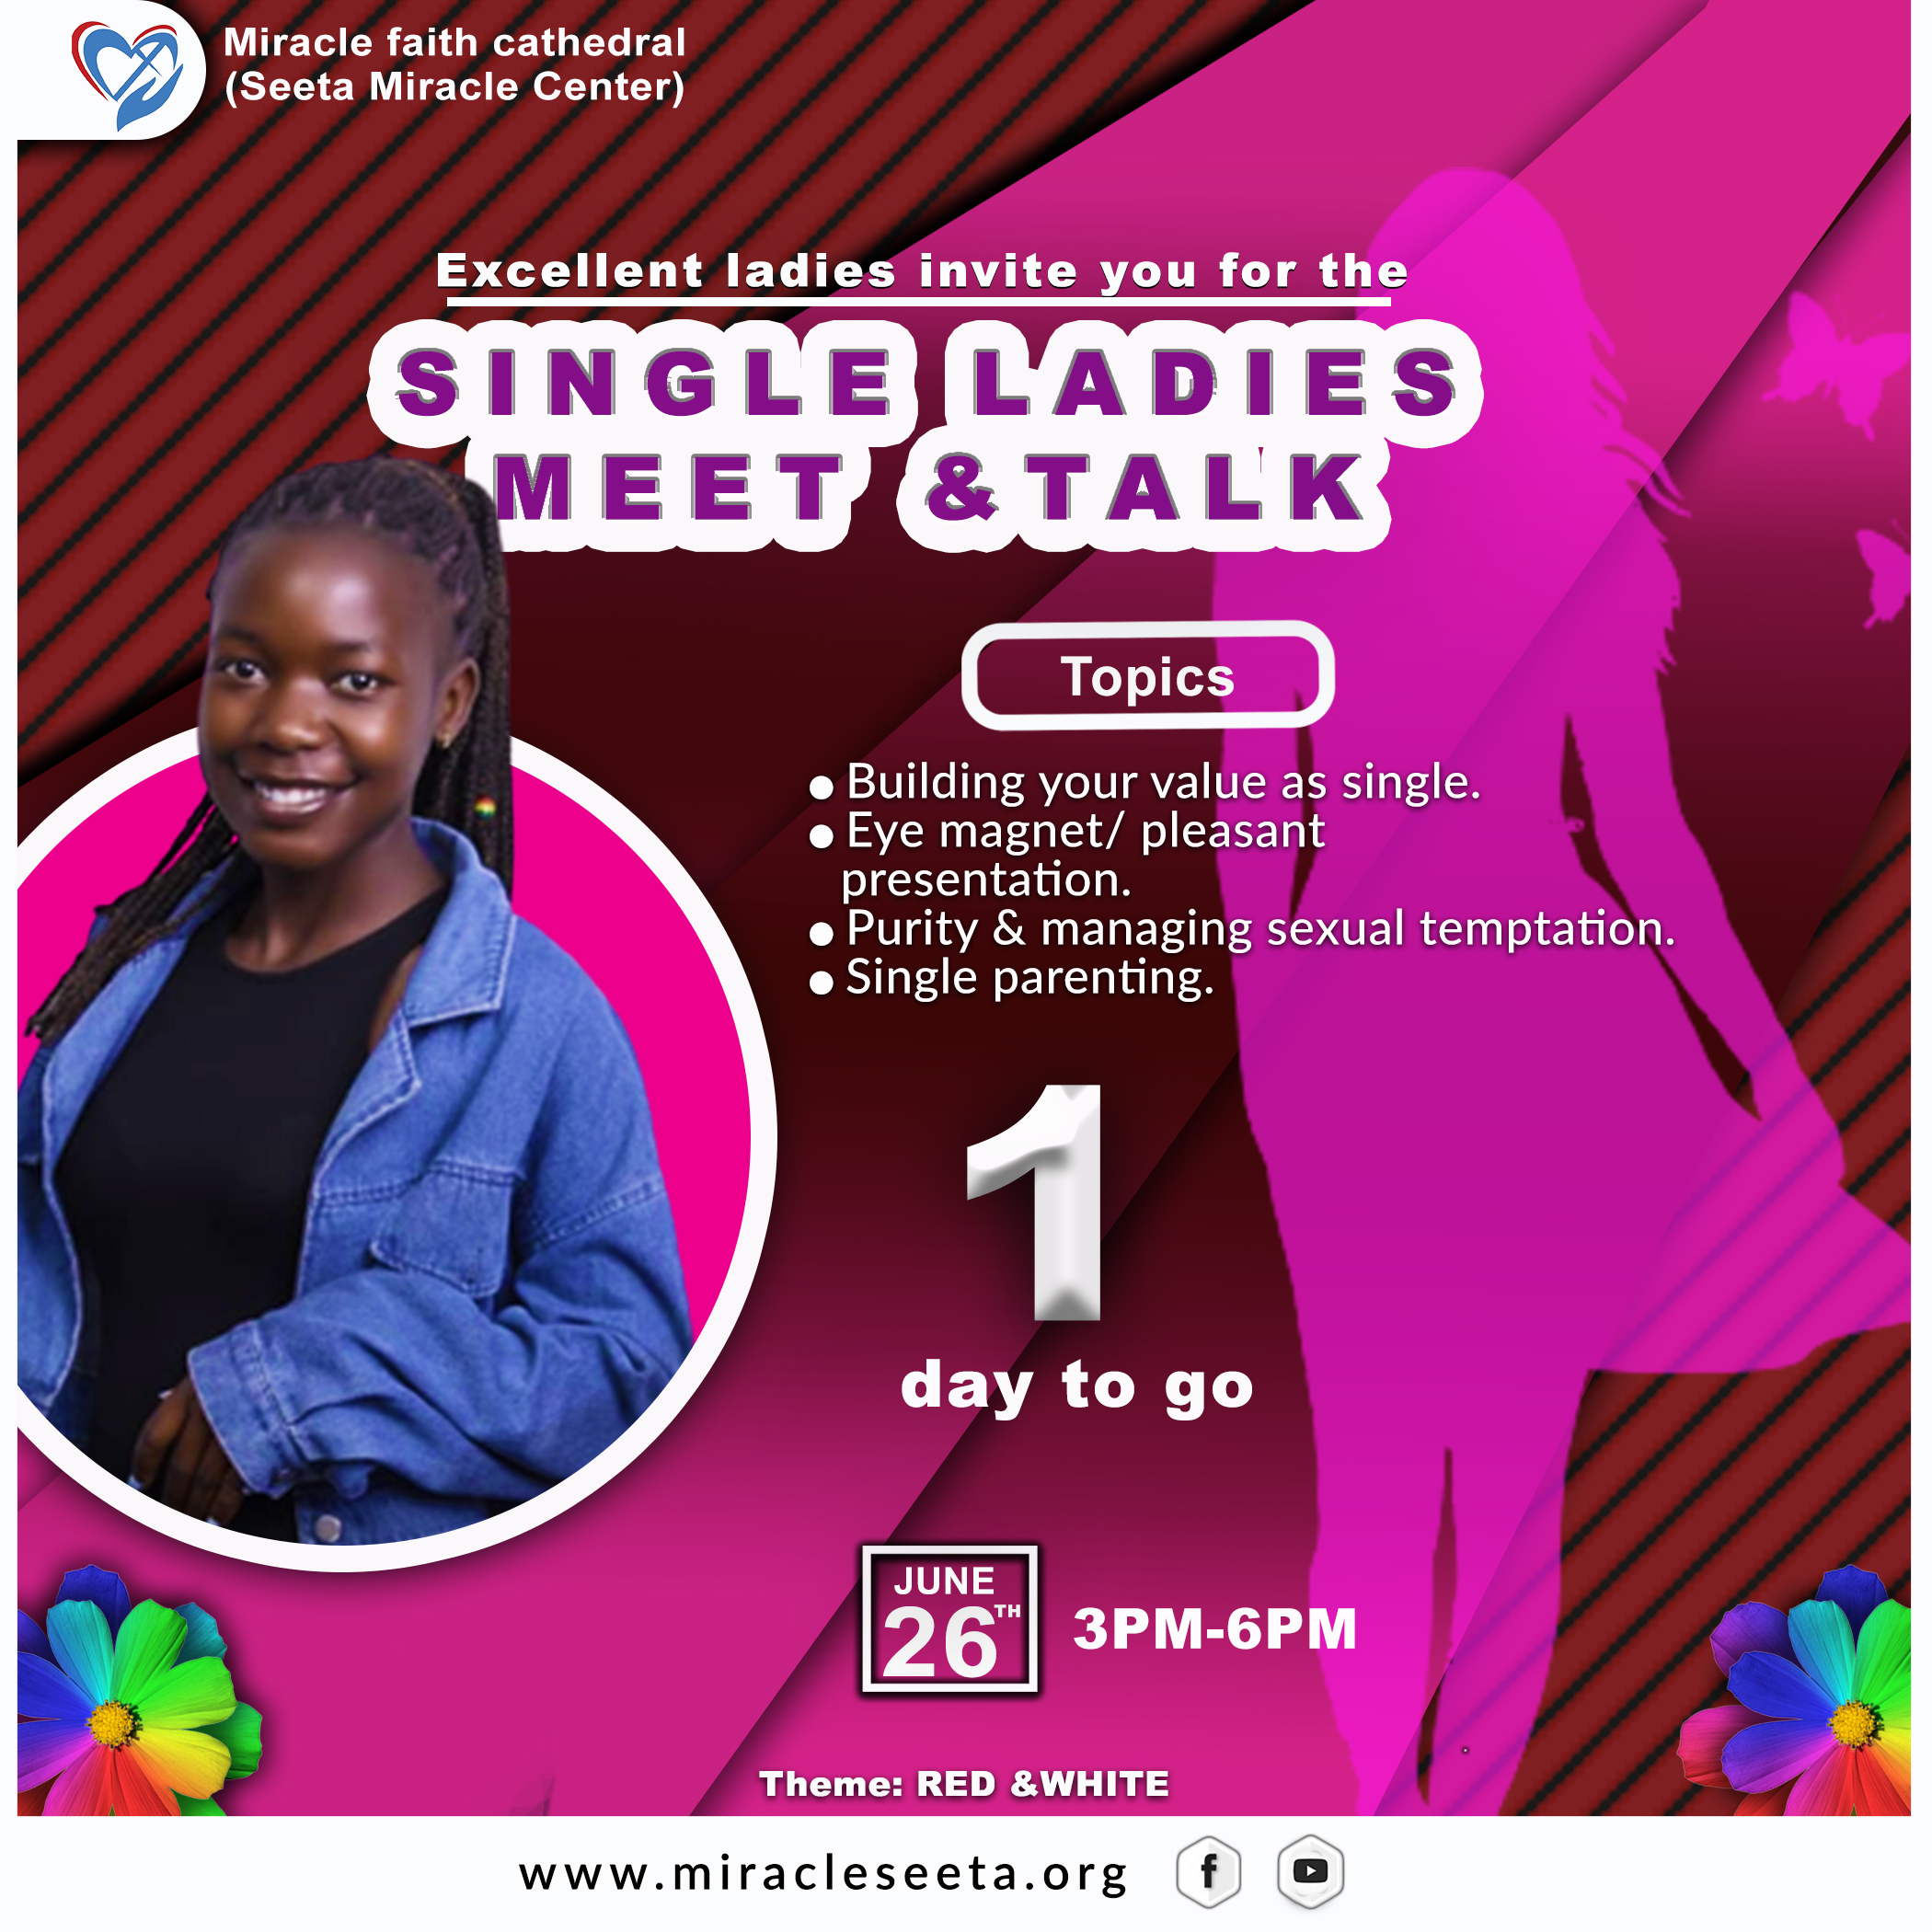 Miracle faith cathedral
(Seeta Miracle Center)
Excellent ladies invite you for the
SINGLE LADIES
MEET &TALK
Topics
● Building your value as single.
● Eye magnet/ pleasant
presentation.
● Purity & managing sexual temptation.
● Single parenting.
1
day to go
JUNE
26TH
3PM-6PM
Theme: RED &WHITE
www.miracleseeta.org